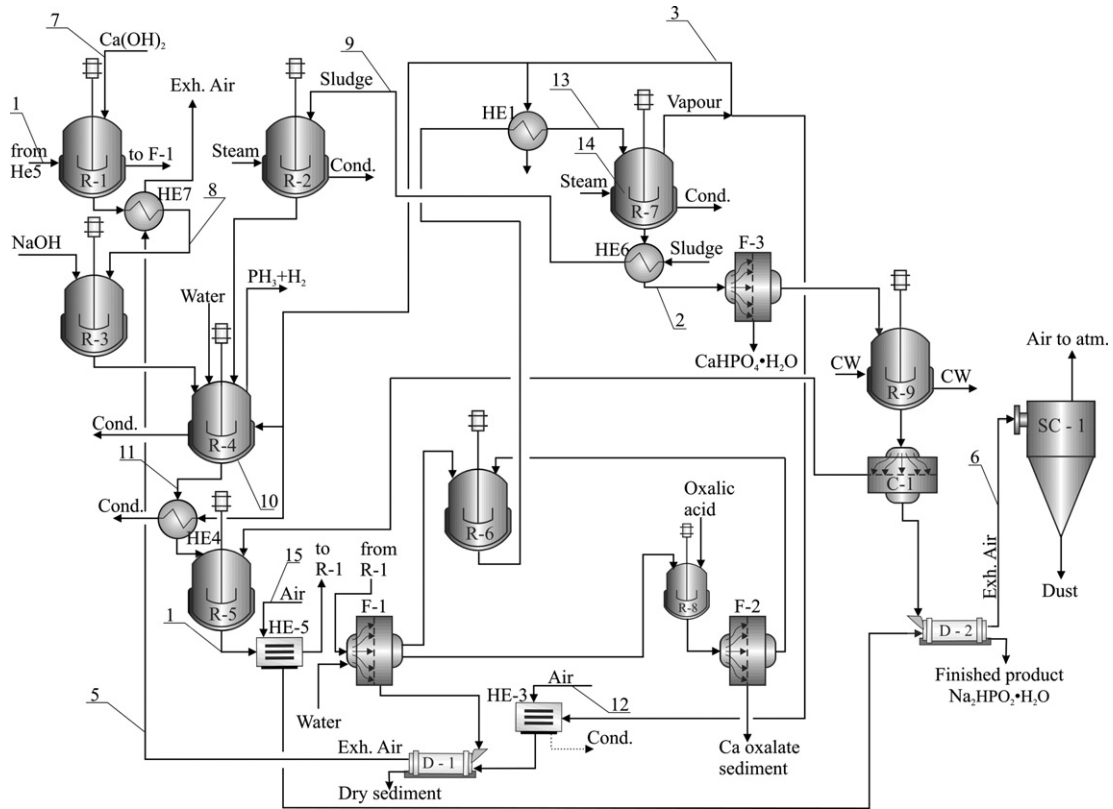 7
Ca(OH)₂
3
9
Exh. Air
Sludge
13
HE1
Vapour
1
from
He5
to F-1
R-1
Steam
R-2
Cond.
14
HE7
8
Steam
R-7
Cond.
NaOH
HE6
Sludge
F-3
PH₃+H₂
Water
2
R-3
CaHPO₄•H₂O
Air to atm.
CW
CW
R-9
Cond.
R-4
SC - 1
11
6
C-1
10
Cond.
HE4
Oxalic
acid
R-6
to
R-1
from
R-1
15
Air
R-5
Exh. Air
Dust
R-8
F-1
F-2
1
HE-5
D - 2
Finished product
Na₂HPO₂•H₂O
Air
HE-3
12
5
Water
Cond.
Exh. Air
D - 1
Ca oxalate
sediment
Dry sediment